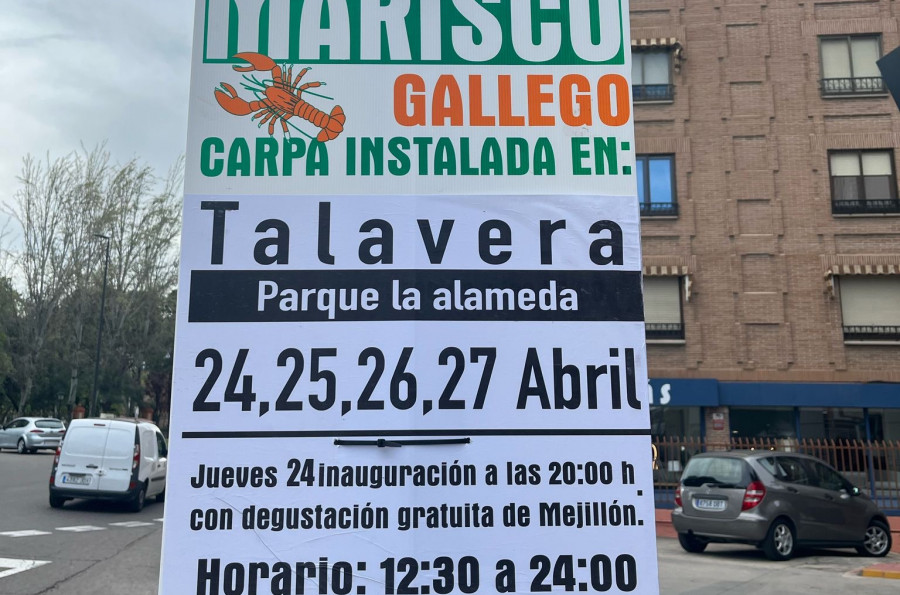 MARISCO
GALLEGO
CARPA INSTALADA EN:
Talavera
Parque la alameda
24,25,26,27 Abril
Jueves 24 inauguración a las 20:00 h.
con degustación gratuita de Mejillón.
Horario: 12:30 a 24:00